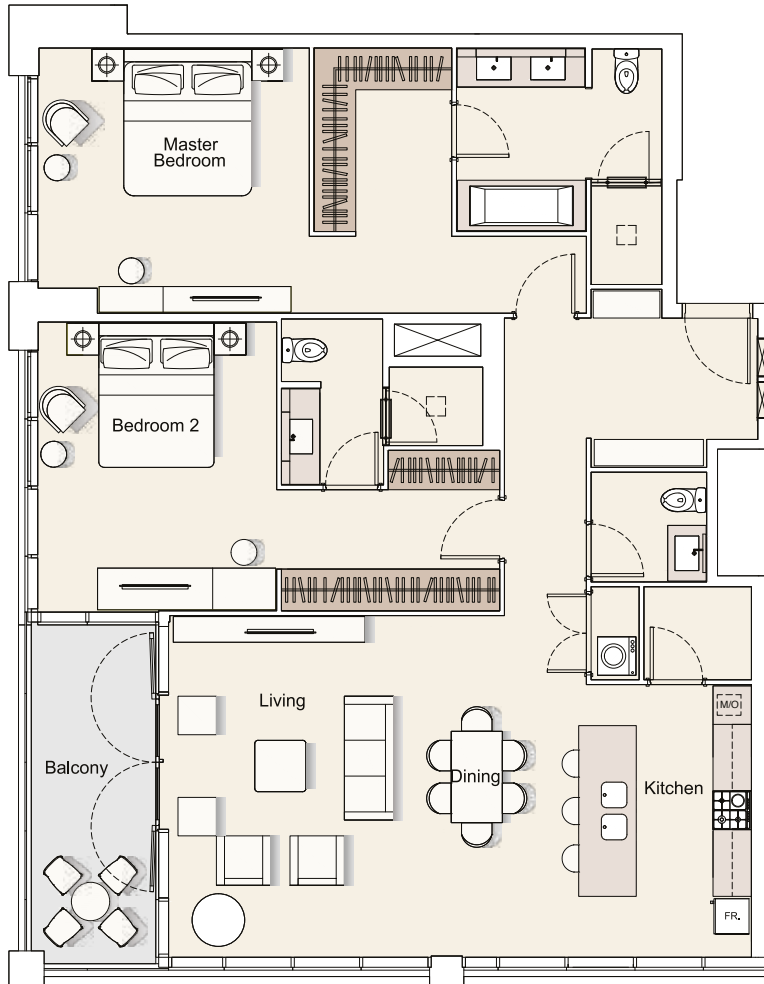 Master
Bedroom
Bedroom 2
Living
Balcony
Dining
Kitchen
M/O
FR.